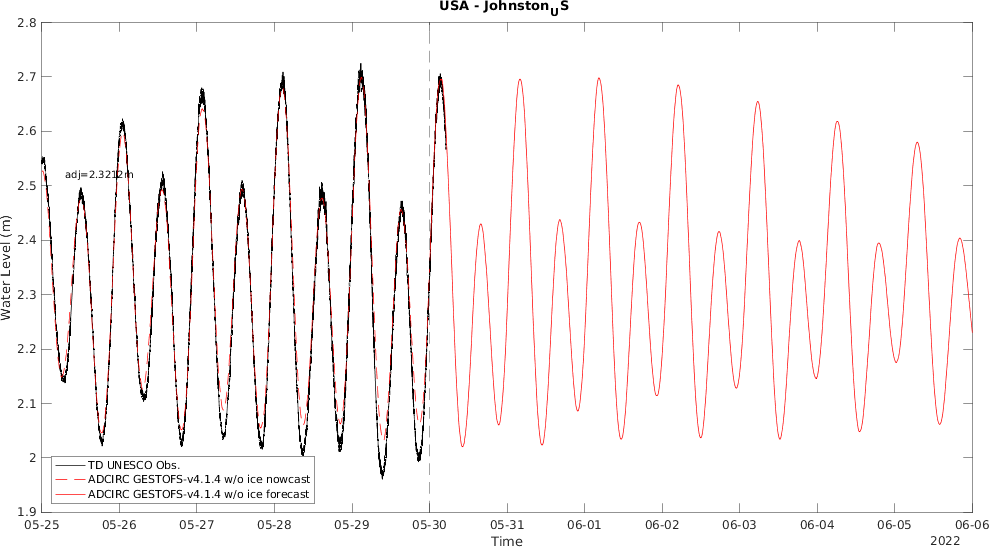 USA - Johnston_US
2.8
2.7
2.6
2.5
2.4
2.3
2.2
2.1
2
1.9
Water Level (m)
adj=2.3212m
TD UNESCO Obs.
ADCIRC GESTOFS-v4.1.4 w/o ice nowcast
ADCIRC GESTOFS-v4.1.4 w/o ice forecast
05-25 05-26 05-27 05-28 05-29 05-30 05-31 06-01 06-02 06-03 06-04 06-05 06-06
Time
2022